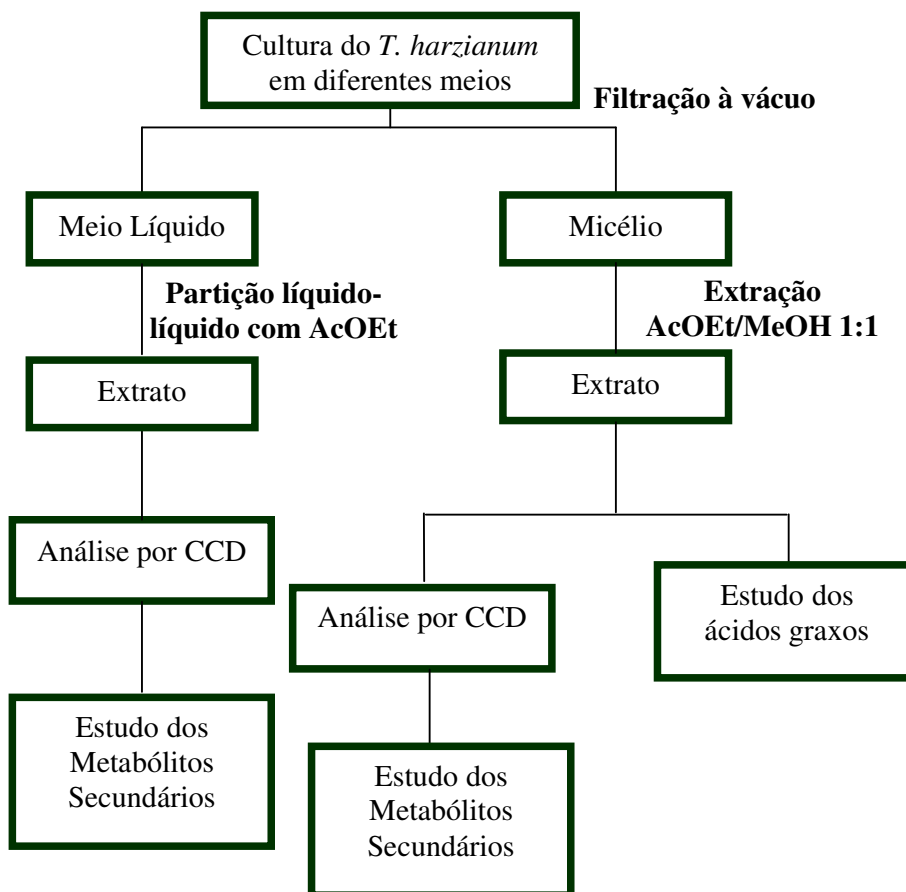 Cultura do T. harzianum
em diferentes meios
Filtração à vácuo
Meio Líquido
Micélio
Partição líquido-
líquido com AcOEt
Extração
AcOEt/MeOH 1:1
Extrato
Extrato
Análise por CCD
Análise por CCD
Estudo dos
ácidos graxos
Estudo dos
Metabólitos
Secundários
Estudo dos
Metabólitos
Secundários